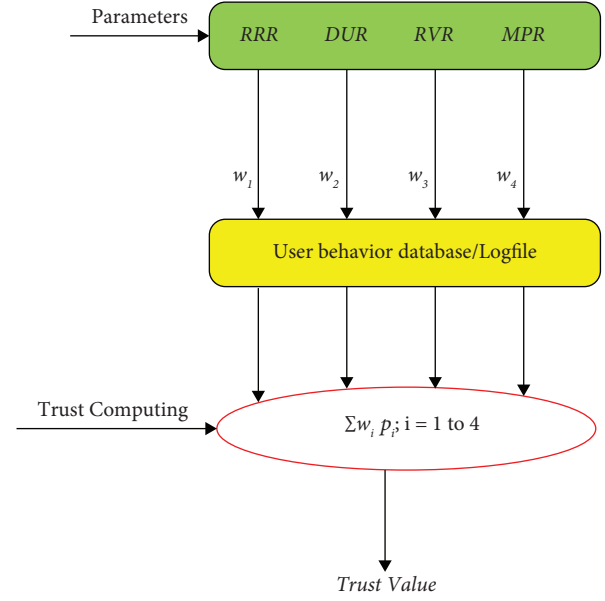 Parameters
RRR DUR RVR MPR
w₁ w₂ w₃ w₄
User behavior database/Logfile
Trust Computing
Σwᵢ pᵢ; i = 1 to 4
Trust Value